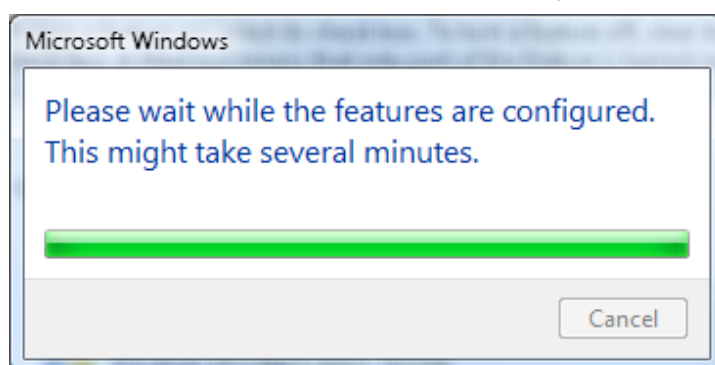 Microsoft Windows
Please wait while the features are configured.
This might take several minutes.
Cancel